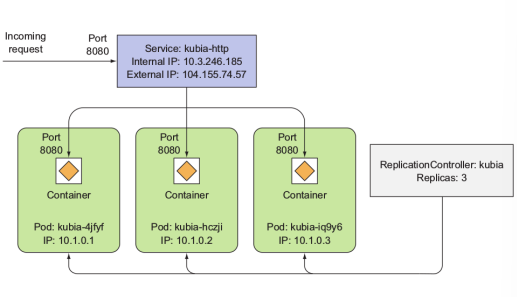 Incoming
request
Port
8080
Service: kubia-http
Internal IP: 10.3.246.185
External IP: 104.155.74.57
Port
8080
Container
Pod: kubia-4jfyf
IP: 10.1.0.1
Port
8080
Container
Pod: kubia-hczji
IP: 10.1.0.2
Port
8080
Container
Pod: kubia-iq9y6
IP: 10.1.0.3
ReplicationController: kubia
Replicas: 3